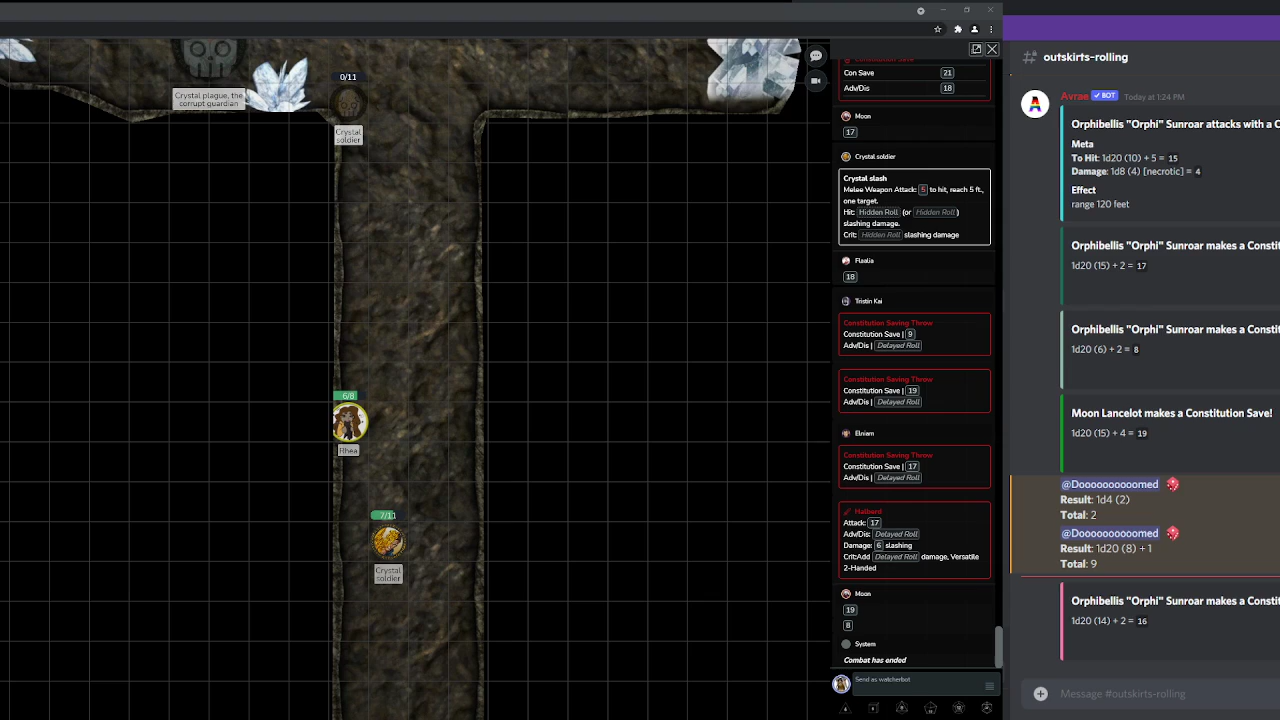 Crystal plague, the
corrupt guardian
0/11
Crystal
soldier
6/8
Rhea
7/11
Crystal
soldier
Constitution Save
Con Save 21
Adv/Dis 18
Moon
17
Crystal soldier
Crystal slash
Melee Weapon Attack: 5 to hit, reach 5 ft.,
one target.
Hit: Hidden Roll (or Hidden Roll)
slashing damage.
Crit: Hidden Roll slashing damage
Flaalia
18
Tristin Kai
Constitution Saving Throw
Constitution Save | 9
Adv/Dis | Delayed Roll
Constitution Saving Throw
Constitution Save | 19
Adv/Dis | Delayed Roll
Elniam
Constitution Saving Throw
Constitution Save | 17
Adv/Dis | Delayed Roll
Halberd
Attack: 17
Adv/Dis: Delayed Roll
Damage: 6 slashing
Crit:Add Delayed Roll damage, Versatile
2-Handed
Moon
19
8
System
Combat has ended
Send as watcherbot
outskirts-rolling
Avrae ✓ BOT Today at 1:24 PM
Orphibellis "Orphi" Sunroar attacks with a C
Meta
To Hit: 1d20 (10) + 5 = 15
Damage: 1d8 (4) [necrotic] = 4
Effect
range 120 feet
Orphibellis "Orphi" Sunroar makes a Constit
1d20 (15) + 2 = 17
Orphibellis "Orphi" Sunroar makes a Constit
1d20 (6) + 2 = 8
Moon Lancelot makes a Constitution Save!
1d20 (15) + 4 = 19
@Doooooooooomed
Result: 1d4 (2)
Total: 2
@Doooooooooomed
Result: 1d20 (8) + 1
Total: 9
Orphibellis "Orphi" Sunroar makes a Constit
1d20 (14) + 2 = 16
Message #outskirts-rolling